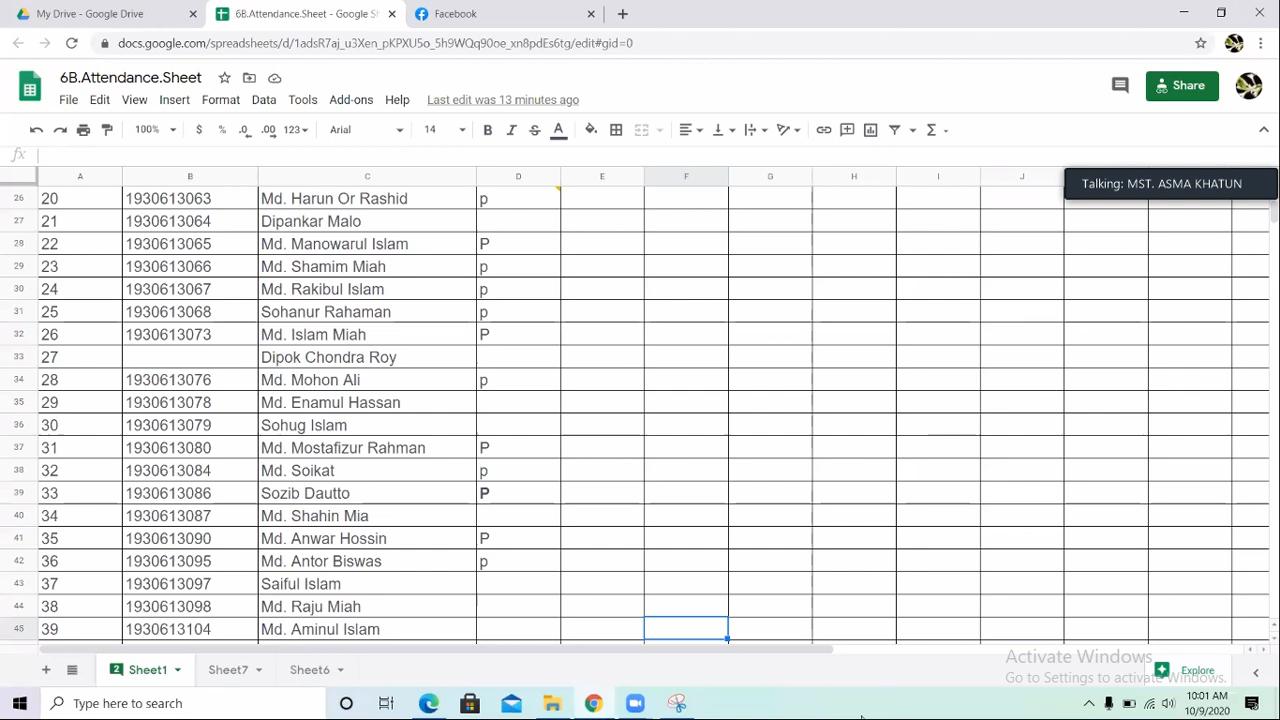 My Drive - Google Drive 6B.Attendance.Sheet - Google S Facebook
docs.google.com/spreadsheets/d/1adsR7aj_u3Xen_pKPXU5o_5h9WQq90oe_xn8pdEs6tg/edit#gid=0
6B.Attendance.Sheet
File Edit View Insert Format Data Tools Add-ons Help Last edit was 13 minutes ago
Share
100% $ % .0 .00 123 Arial 14 B I S A
fx
Talking: MST. ASMA KHATUN
A B C D E F G H I J
26 20 1930613063 Md. Harun Or Rashid p
27 21 1930613064 Dipankar Malo
28 22 1930613065 Md. Manowarul Islam P
29 23 1930613066 Md. Shamim Miah p
30 24 1930613067 Md. Rakibul Islam p
31 25 1930613068 Sohanur Rahaman p
32 26 1930613073 Md. Islam Miah P
33 27 Dipok Chondra Roy
34 28 1930613076 Md. Mohon Ali p
35 29 1930613078 Md. Enamul Hassan
36 30 1930613079 Sohug Islam
37 31 1930613080 Md. Mostafizur Rahman P
38 32 1930613084 Md. Soikat p
39 33 1930613086 Sozib Dautto P
40 34 1930613087 Md. Shahin Mia
41 35 1930613090 Md. Anwar Hossin P
42 36 1930613095 Md. Antor Biswas p
43 37 1930613097 Saiful Islam
44 38 1930613098 Md. Raju Miah
45 39 1930613104 Md. Aminul Islam
Activate Windows
Go to Settings to activate Windows.
2 Sheet1 Sheet7 Sheet6 Explore
Type here to search
10:01 AM
10/9/2020